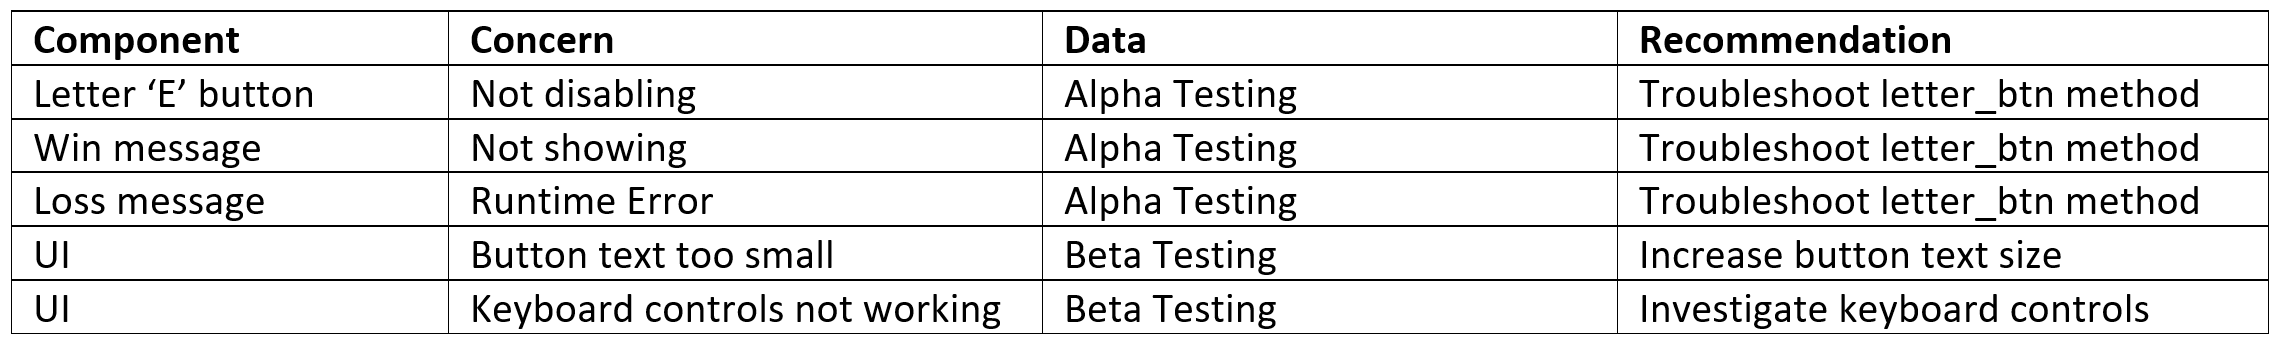 Component Concern Data Recommendation
Letter ‘E’ button Not disabling Alpha Testing Troubleshoot letter_btn method
Win message Not showing Alpha Testing Troubleshoot letter_btn method
Loss message Runtime Error Alpha Testing Troubleshoot letter_btn method
UI Button text too small Beta Testing Increase button text size
UI Keyboard controls not working Beta Testing Investigate keyboard controls